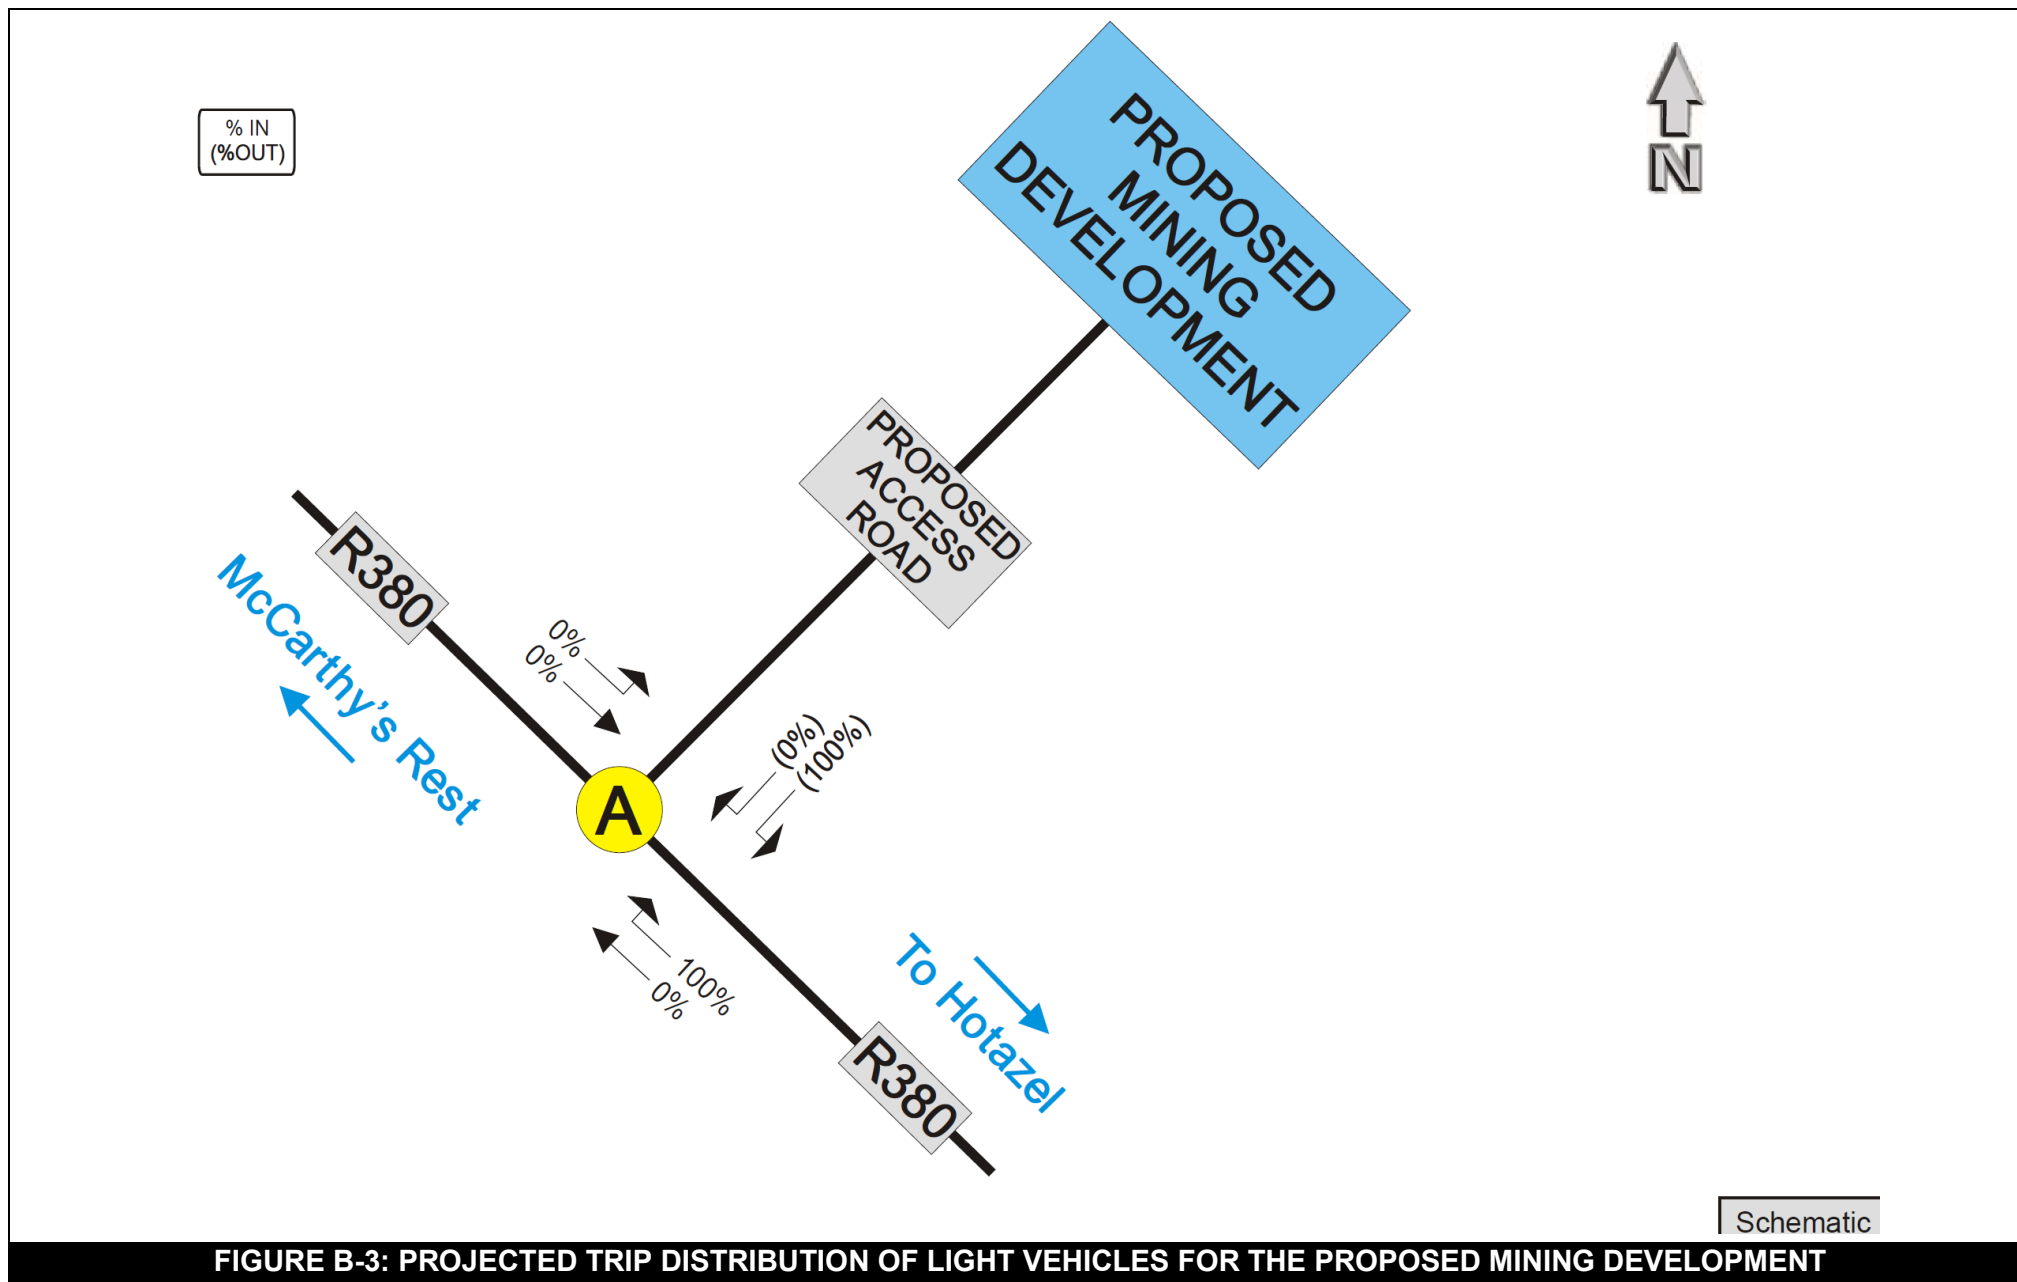 % IN
(%OUT)
N
PROPOSED
MINING
DEVELOPMENT
PROPOSED
ACCESS
ROAD
R380
McCarthy's Rest
0%
0%
(0%)
(100%)
A
100%
0%
To Hotazel
R380
Schematic
FIGURE B-3: PROJECTED TRIP DISTRIBUTION OF LIGHT VEHICLES FOR THE PROPOSED MINING DEVELOPMENT